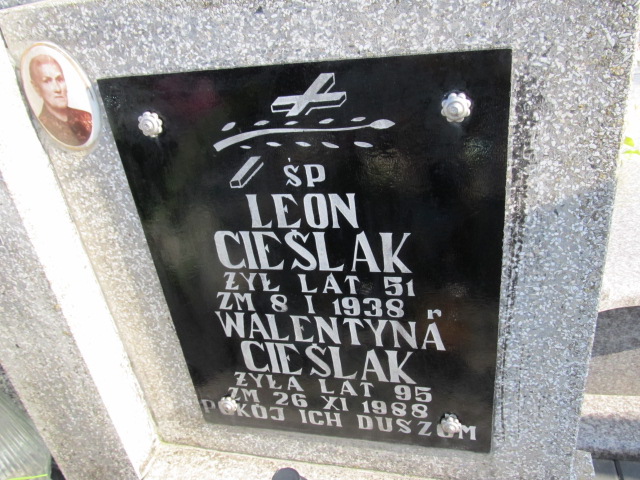 ŚP
LEON
CIEŚLAK
ŻYŁ LAT 51
ZM 8 I 1938 r
WALENTYNA
CIEŚLAK
ŻYŁA LAT 95
ZM 26 XI 1988
POKÓJ ICH DUSZOM